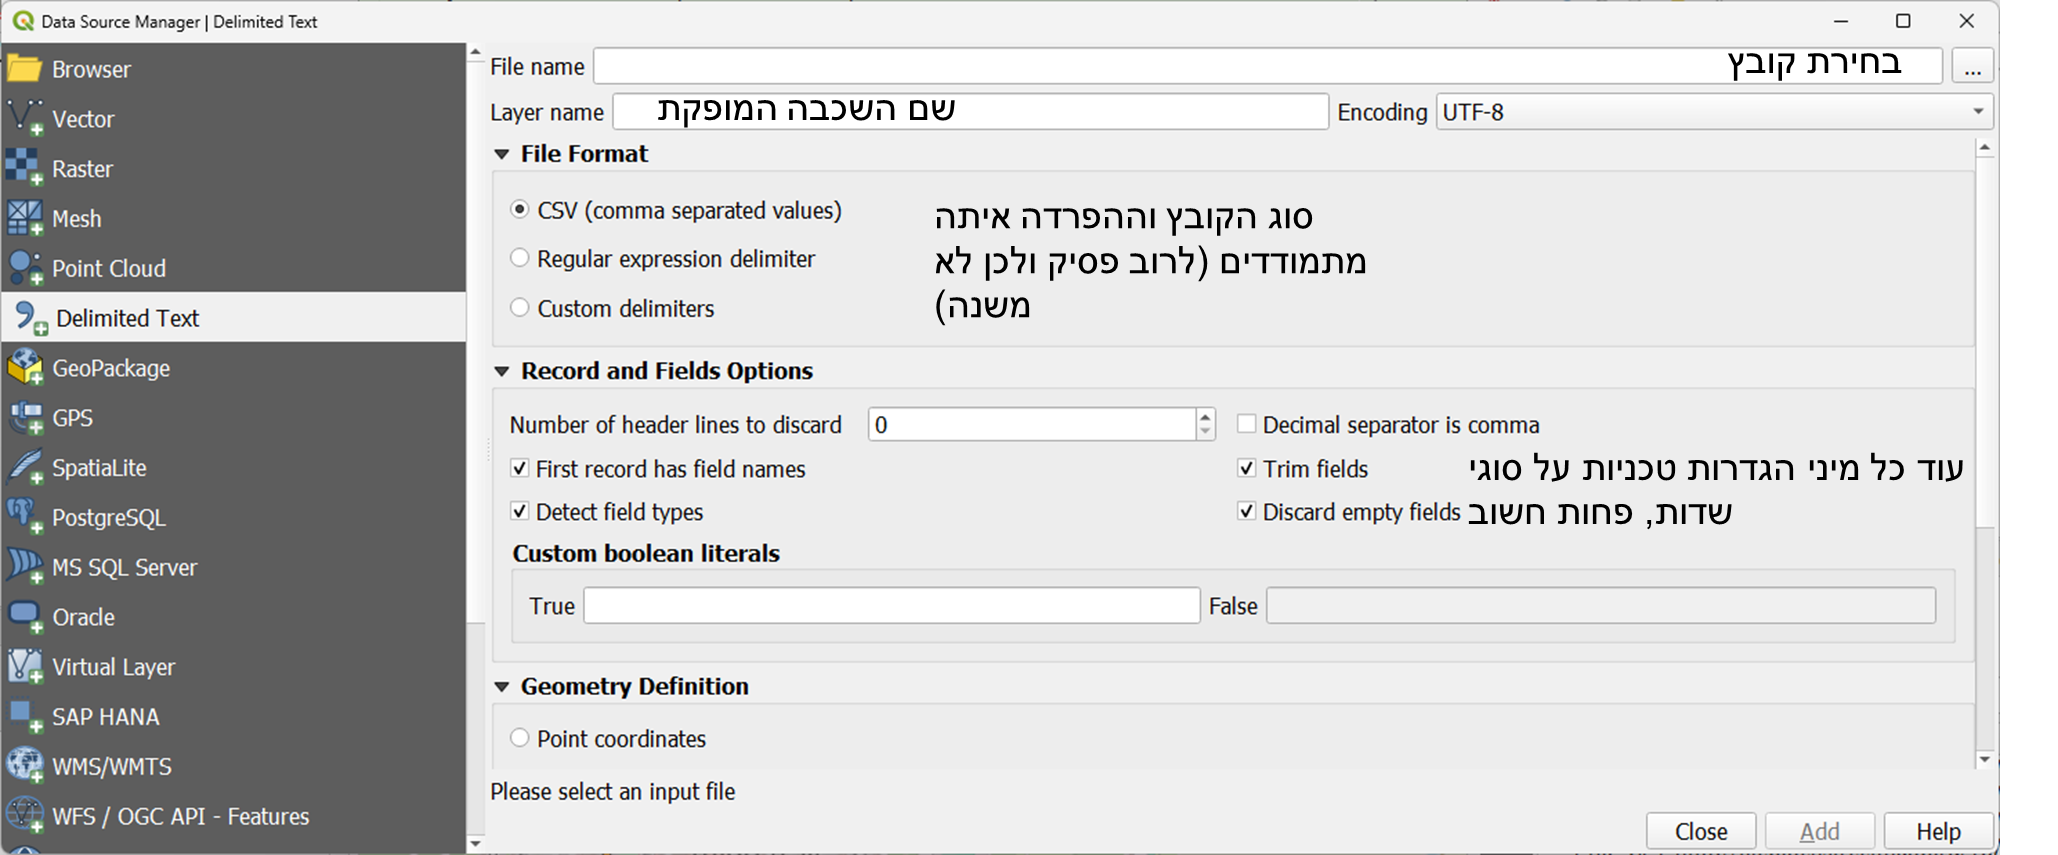 Data Source Manager | Delimited Text
Browser
Vector
Raster
Mesh
Point Cloud
Delimited Text
GeoPackage
GPS
SpatiaLite
PostgreSQL
MS SQL Server
Oracle
Virtual Layer
SAP HANA
WMS/WMTS
WFS / OGC API - Features
File name בחירת קובץ ...
Layer name שם השכבה המופקת Encoding UTF-8
File Format
CSV (comma separated values)
Regular expression delimiter
Custom delimiters
סוג הקובץ וההפרדה איתה
מתמודדים (לרוב פסיק ולכן לא
משנה)
Record and Fields Options
Number of header lines to discard 0 Decimal separator is comma
First record has field names Trim fields
Detect field types Discard empty fields
עוד כל מיני הגדרות טכניות על סוגי
שדות, פחות חשוב
Custom boolean literals
True False
Geometry Definition
Point coordinates
Please select an input file
Close Add Help